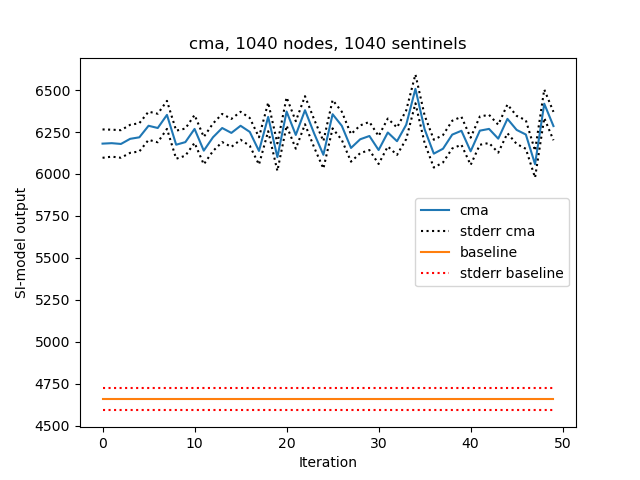 cma, 1040 nodes, 1040 sentinels
SI-model output
6500
6250
6000
5750
5500
5250
5000
4750
4500
cma
stderr cma
baseline
stderr baseline
0 10 20 30 40 50
Iteration